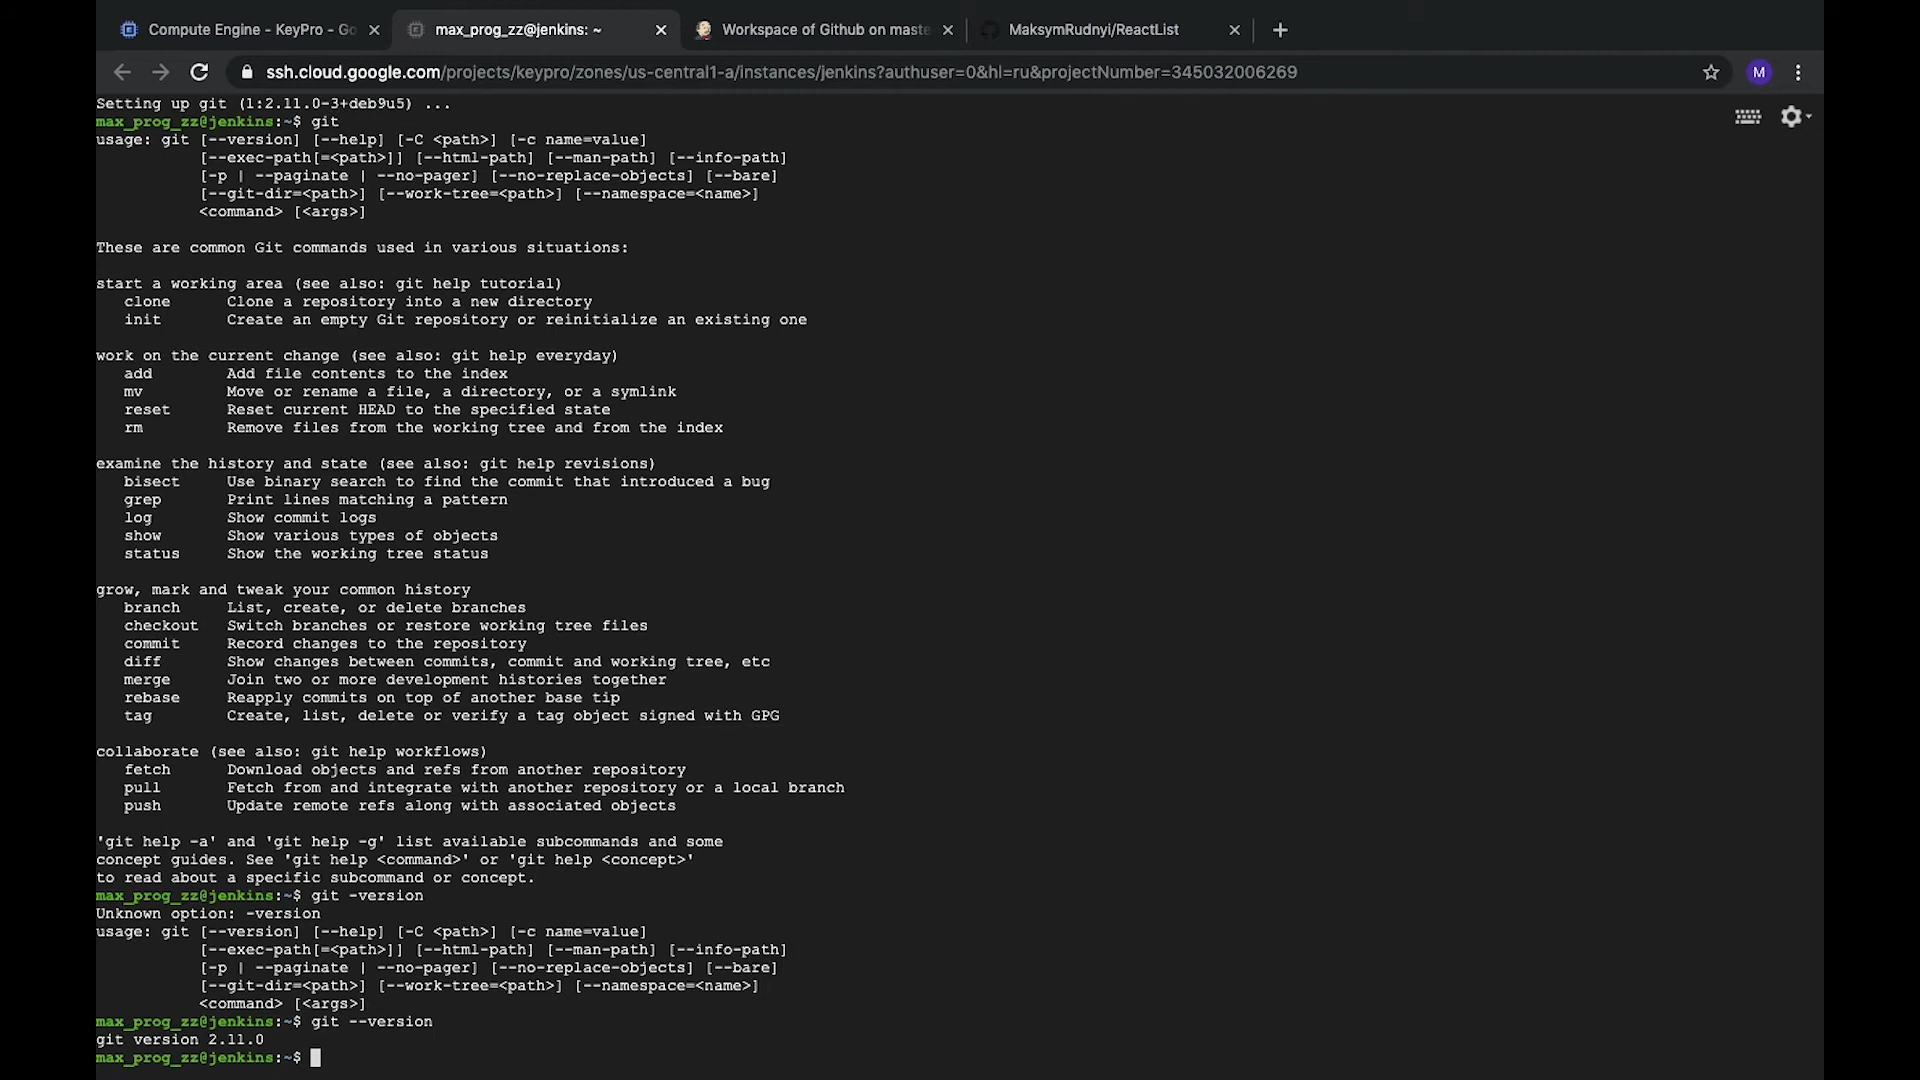 Compute Engine - KeyPro - Go
max_prog_zz@jenkins: ~
Workspace of Github on maste
MaksymRudnyi/ReactList
ssh.cloud.google.com/projects/keypro/zones/us-central1-a/instances/jenkins?authuser=0&hl=ru&projectNumber=345032006269
M
Setting up git (1:2.11.0-3+deb9u5) ...
max_prog_zz@jenkins:~$ git
usage: git [--version] [--help] [-C <path>] [-c name=value]
           [--exec-path[=<path>]] [--html-path] [--man-path] [--info-path]
           [-p | --paginate | --no-pager] [--no-replace-objects] [--bare]
           [--git-dir=<path>] [--work-tree=<path>] [--namespace=<name>]
           <command> [<args>]
These are common Git commands used in various situations:
start a working area (see also: git help tutorial)
   clone      Clone a repository into a new directory
   init       Create an empty Git repository or reinitialize an existing one
work on the current change (see also: git help everyday)
   add        Add file contents to the index
   mv         Move or rename a file, a directory, or a symlink
   reset      Reset current HEAD to the specified state
   rm         Remove files from the working tree and from the index
examine the history and state (see also: git help revisions)
   bisect     Use binary search to find the commit that introduced a bug
   grep       Print lines matching a pattern
   log        Show commit logs
   show       Show various types of objects
   status     Show the working tree status
grow, mark and tweak your common history
   branch     List, create, or delete branches
   checkout   Switch branches or restore working tree files
   commit     Record changes to the repository
   diff       Show changes between commits, commit and working tree, etc
   merge      Join two or more development histories together
   rebase     Reapply commits on top of another base tip
   tag        Create, list, delete or verify a tag object signed with GPG
collaborate (see also: git help workflows)
   fetch      Download objects and refs from another repository
   pull       Fetch from and integrate with another repository or a local branch
   push       Update remote refs along with associated objects
'git help -a' and 'git help -g' list available subcommands and some
concept guides. See 'git help <command>' or 'git help <concept>'
to read about a specific subcommand or concept.
max_prog_zz@jenkins:~$ git -version
Unknown option: -version
usage: git [--version] [--help] [-C <path>] [-c name=value]
           [--exec-path[=<path>]] [--html-path] [--man-path] [--info-path]
           [-p | --paginate | --no-pager] [--no-replace-objects] [--bare]
           [--git-dir=<path>] [--work-tree=<path>] [--namespace=<name>]
           <command> [<args>]
max_prog_zz@jenkins:~$ git --version
git version 2.11.0
max_prog_zz@jenkins:~$